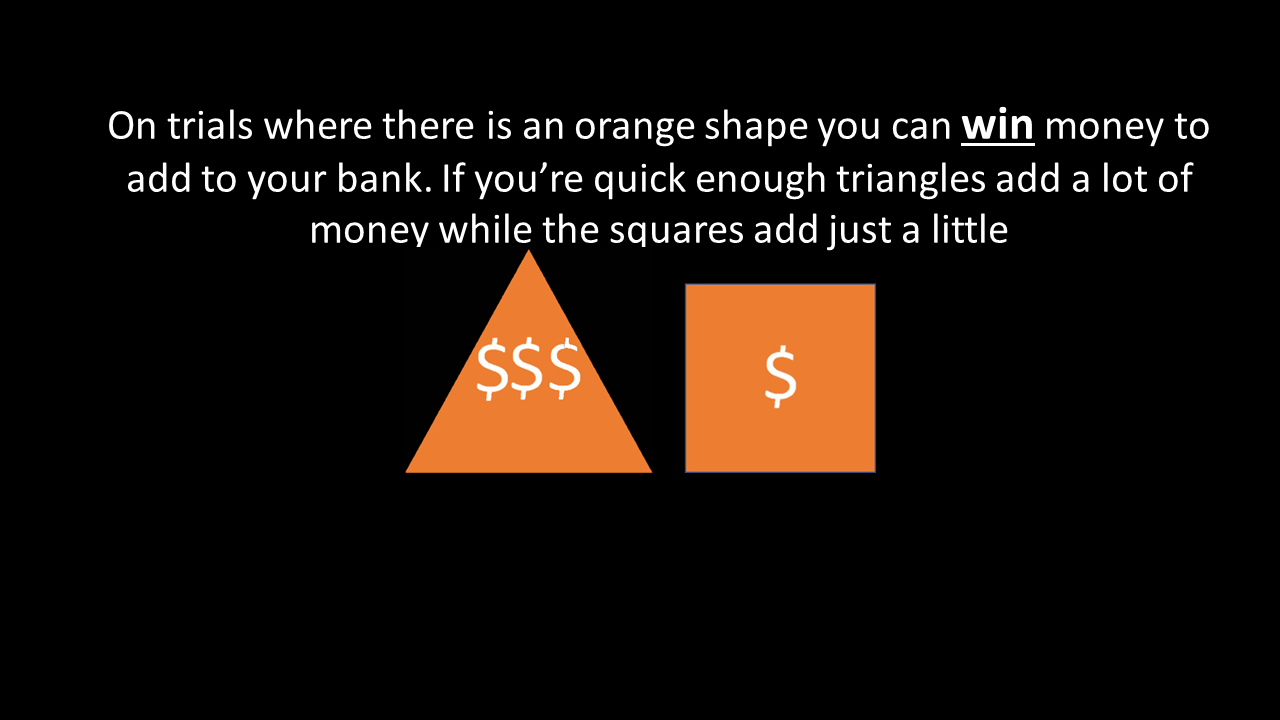 On trials where there is an orange shape you can win money to
add to your bank. If you’re quick enough triangles add a lot of
money while the squares add just a little
$$$ $